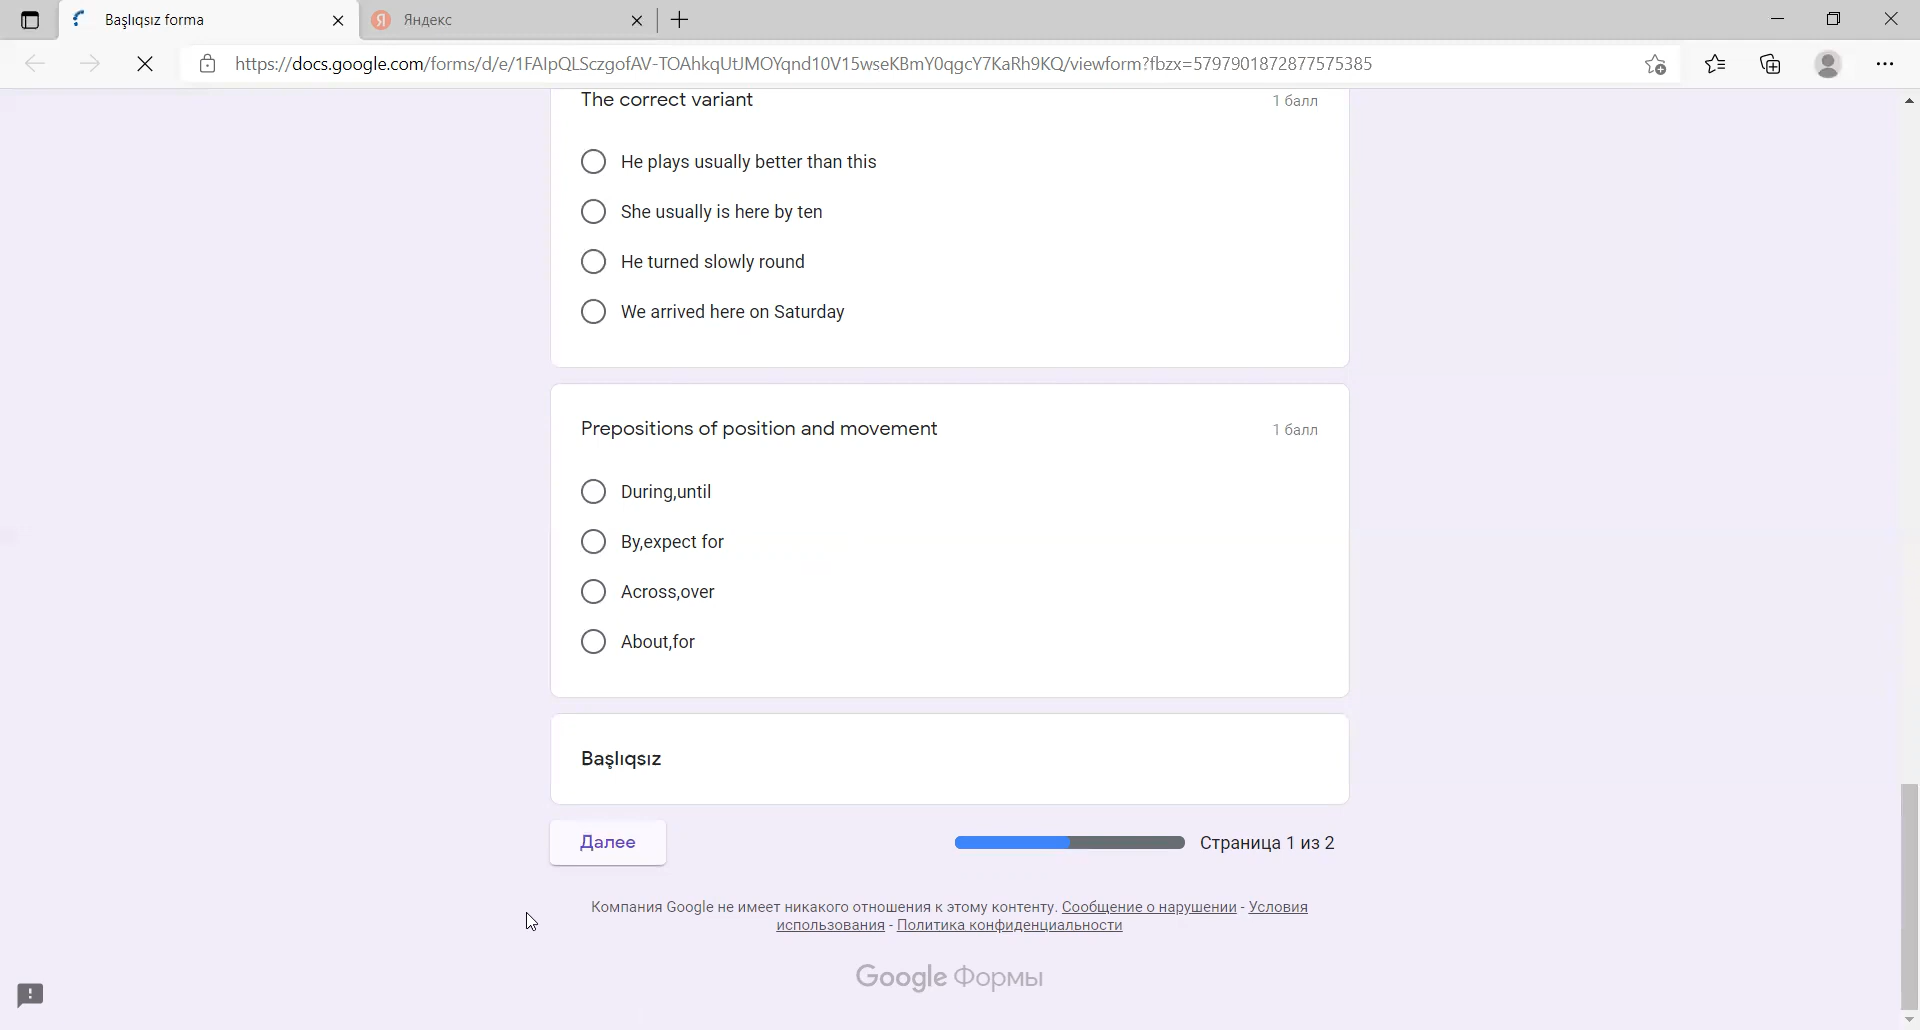 Başlıqsız forma
Яндекс
https://docs.google.com/forms/d/e/1FAIpQLSczgofAV-TOAhkqUtJMOYqnd10V15wseKBmY0qgcY7KaRh9KQ/viewform?fbzx=5797901872877575385
The correct variant
1 балл
He plays usually better than this
She usually is here by ten
He turned slowly round
We arrived here on Saturday
Prepositions of position and movement
1 балл
During,until
By,expect for
Across,over
About,for
Başlıqsız
Далее
Страница 1 из 2
Компания Google не имеет никакого отношения к этому контенту. Сообщение о нарушении - Условия
использования - Политика конфиденциальности
Google Формы